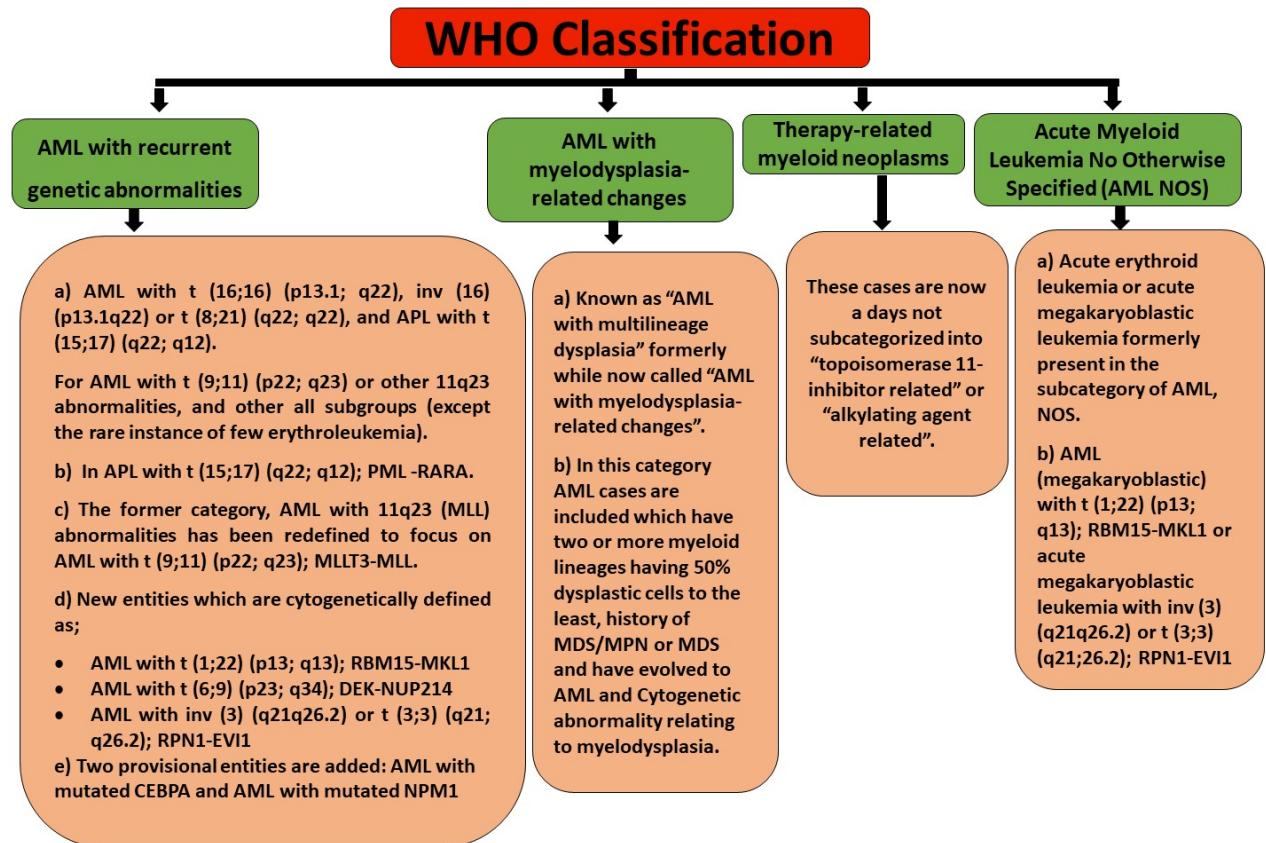 WHO Classification
AML with recurrent
genetic abnormalities
a) AML with t (16;16) (p13.1; q22), inv (16)
(p13.1q22) or t (8;21) (q22; q22), and APL with t
(15;17) (q22; q12).
For AML with t (9;11) (p22; q23) or other 11q23
abnormalities, and other all subgroups (except
the rare instance of few erythroleukemia).
b) In APL with t (15;17) (q22; q12); PML -RARA.
c) The former category, AML with 11q23 (MLL)
abnormalities has been redefined to focus on
AML with t (9;11) (p22; q23); MLLT3-MLL.
d) New entities which are cytogenetically defined
as;
• AML with t (1;22) (p13; q13); RBM15-MKL1
• AML with t (6;9) (p23; q34); DEK-NUP214
• AML with inv (3) (q21q26.2) or t (3;3) (q21;
q26.2); RPN1-EVI1
e) Two provisional entities are added: AML with
mutated CEBPA and AML with mutated NPM1
AML with
myelodysplasia-
related changes
a) Known as “AML
with multilineage
dysplasia” formerly
while now called “AML
with myelodysplasia-
related changes”.
b) In this category
AML cases are
included which have
two or more myeloid
lineages having 50%
dysplastic cells to the
least, history of
MDS/MPN or MDS
and have evolved to
AML and Cytogenetic
abnormality relating
to myelodysplasia.
Therapy-related
myeloid neoplasms
These cases are now
a days not
subcategorized into
“topoisomerase 11-
inhibitor related” or
“alkylating agent
related”.
Acute Myeloid
Leukemia No Otherwise
Specified (AML NOS)
a) Acute erythroid
leukemia or acute
megakaryoblastic
leukemia formerly
present in the
subcategory of AML,
NOS.
b) AML
(megakaryoblastic)
with t (1;22) (p13;
q13); RBM15-MKL1 or
acute
megakaryoblastic
leukemia with inv (3)
(q21q26.2) or t (3;3)
(q21;26.2); RPN1-EVI1